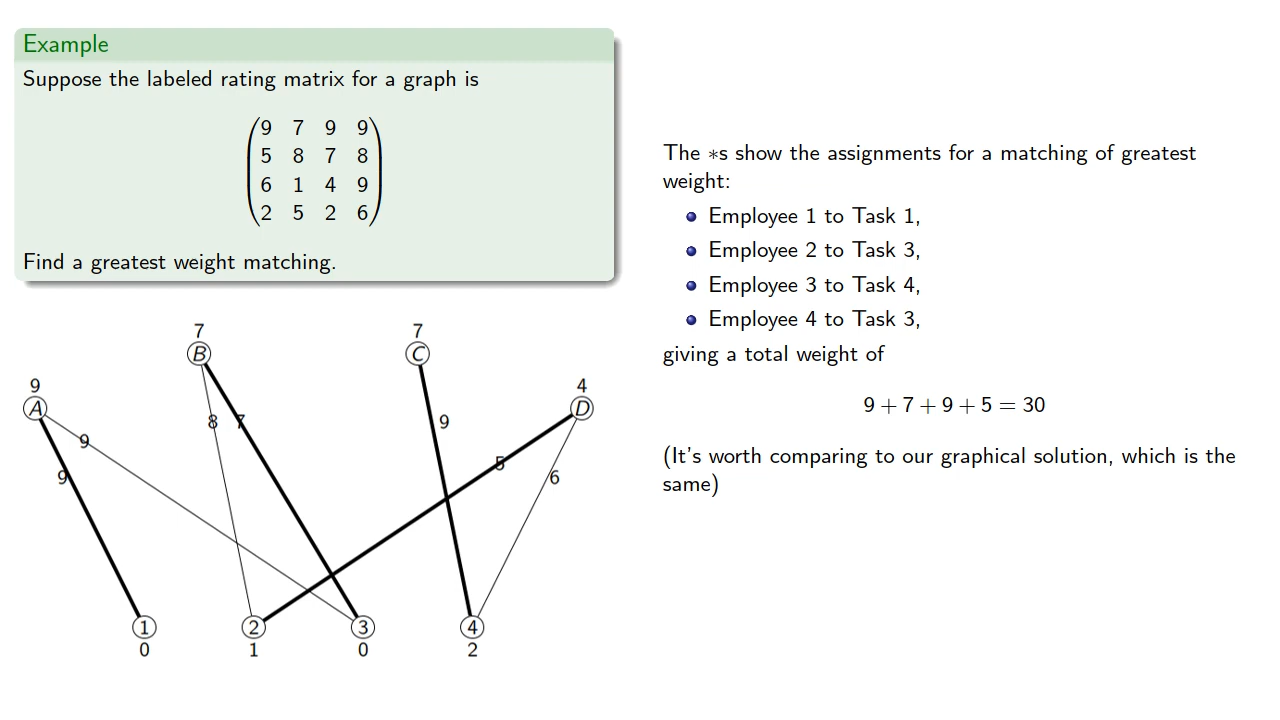 Example
Suppose the labeled rating matrix for a graph is
9 7 9 9
5 8 7 8
6 1 4 9
2 5 2 6
Find a greatest weight matching.
7 7
B C
9 4
A D
8 7 9
9
5
9 6
1 2 3 4
0 1 0 2
The *s show the assignments for a matching of greatest
weight:
Employee 1 to Task 1,
Employee 2 to Task 3,
Employee 3 to Task 4,
Employee 4 to Task 3,
giving a total weight of
9 + 7 + 9 + 5 = 30
(It's worth comparing to our graphical solution, which is the
same)